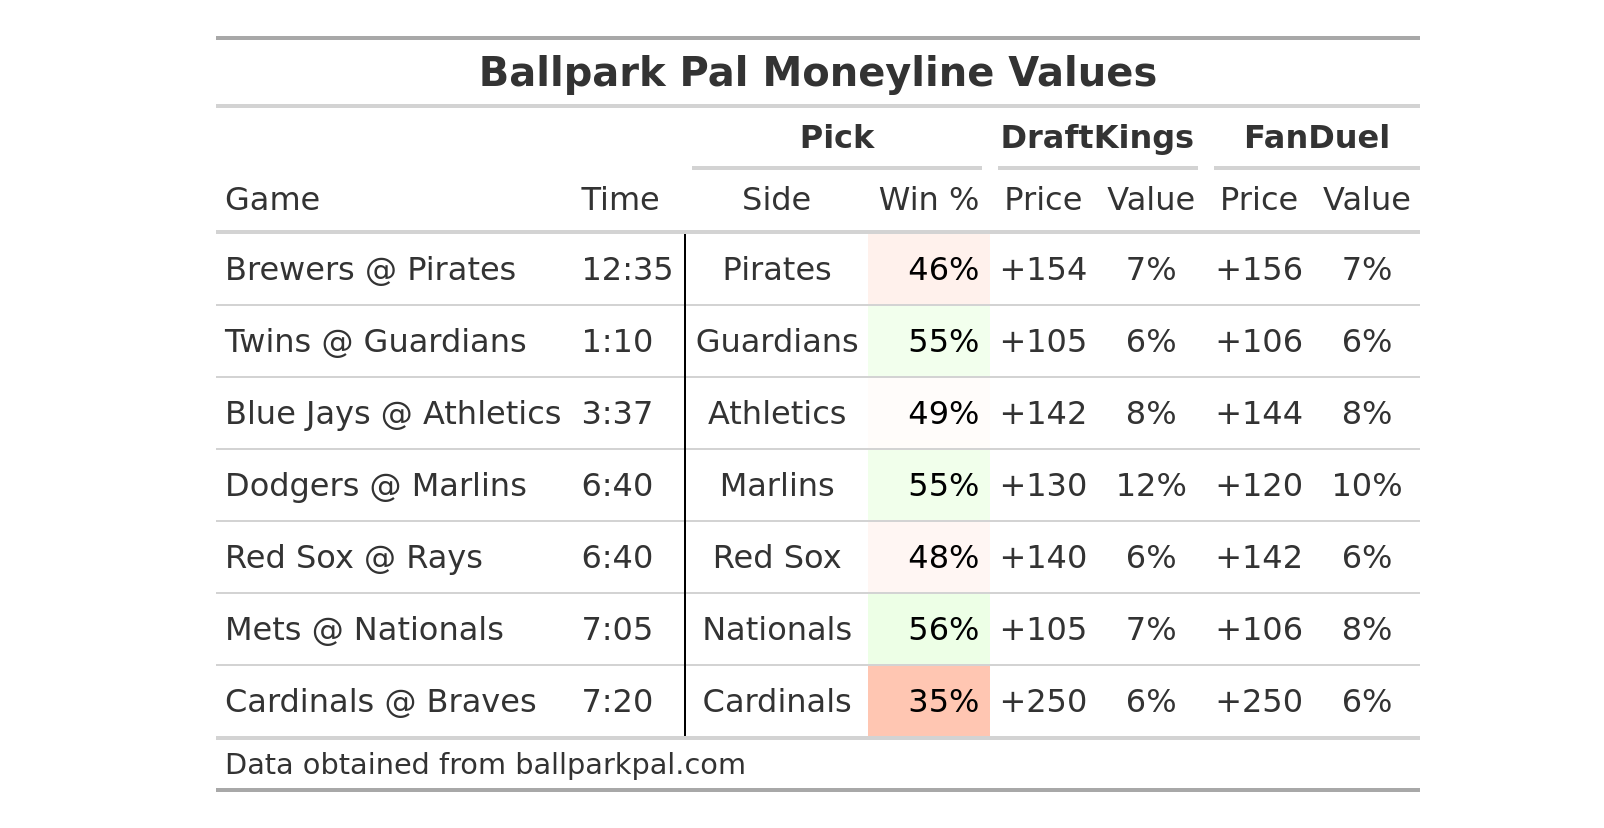 Ballpark Pal Moneyline Values
Pick DraftKings FanDuel
Game Time Side Win % Price Value Price Value
Brewers @ Pirates 12:35 Pirates 46% +154 7% +156 7%
Twins @ Guardians 1:10 Guardians 55% +105 6% +106 6%
Blue Jays @ Athletics 3:37 Athletics 49% +142 8% +144 8%
Dodgers @ Marlins 6:40 Marlins 55% +130 12% +120 10%
Red Sox @ Rays 6:40 Red Sox 48% +140 6% +142 6%
Mets @ Nationals 7:05 Nationals 56% +105 7% +106 8%
Cardinals @ Braves 7:20 Cardinals 35% +250 6% +250 6%
Data obtained from ballparkpal.com